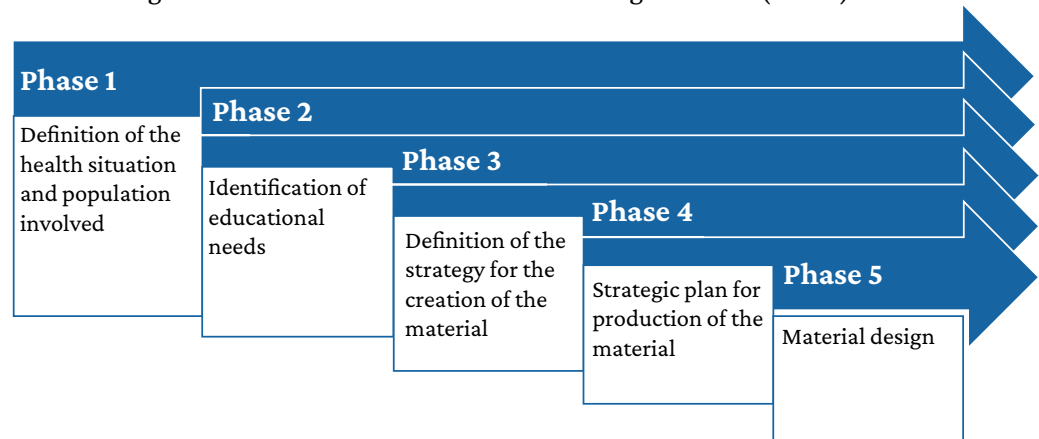 Phase 1
Definition of the
health situation
and population
involved
Phase 2
Identification of
educational
needs
Phase 3
Definition of the
strategy for the
creation of the
material
Phase 4
Strategic plan for
production of the
material
Phase 5
Material design